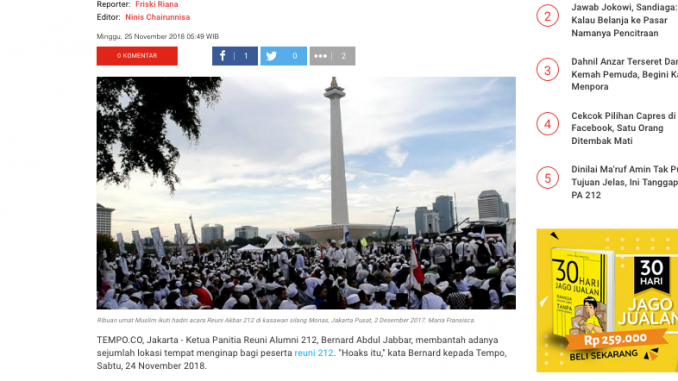 Reporter: Friski Riana
Editor: Ninis Chairunnisa
Minggu, 25 November 2018 05:49 WIB
0 KOMENTAR
f 1
0
2
Ribuan umat Muslim ikuti hadiri acara Reuni Akbar 212 di kawasan silang Monas, Jakarta Pusat, 2 Desember 2017. Maria Fransisca.
TEMPO.CO, Jakarta - Ketua Panitia Reuni Alumni 212, Bernard Abdul Jabbar, membantah adanya
sejumlah lokasi tempat menginap bagi peserta reuni 212. "Hoaks itu," kata Bernard kepada Tempo,
Sabtu, 24 November 2018.
2
Jawab Jokowi, Sandiaga:
Kalau Belanja ke Pasar
Namanya Pencitraan
3
Dahnil Anzar Terseret Dan
Kemah Pemuda, Begini Ka
Menpora
4
Cekcok Pilihan Capres di
Facebook, Satu Orang
Ditembak Mati
5
Dinilai Ma'ruf Amin Tak Pu
Tujuan Jelas, Ini Tanggap
PA 212
30 HARI
JAGO JUALAN
30
HARI
JAGO
JUALAN
Rp 259.000
BELI SEKARANG